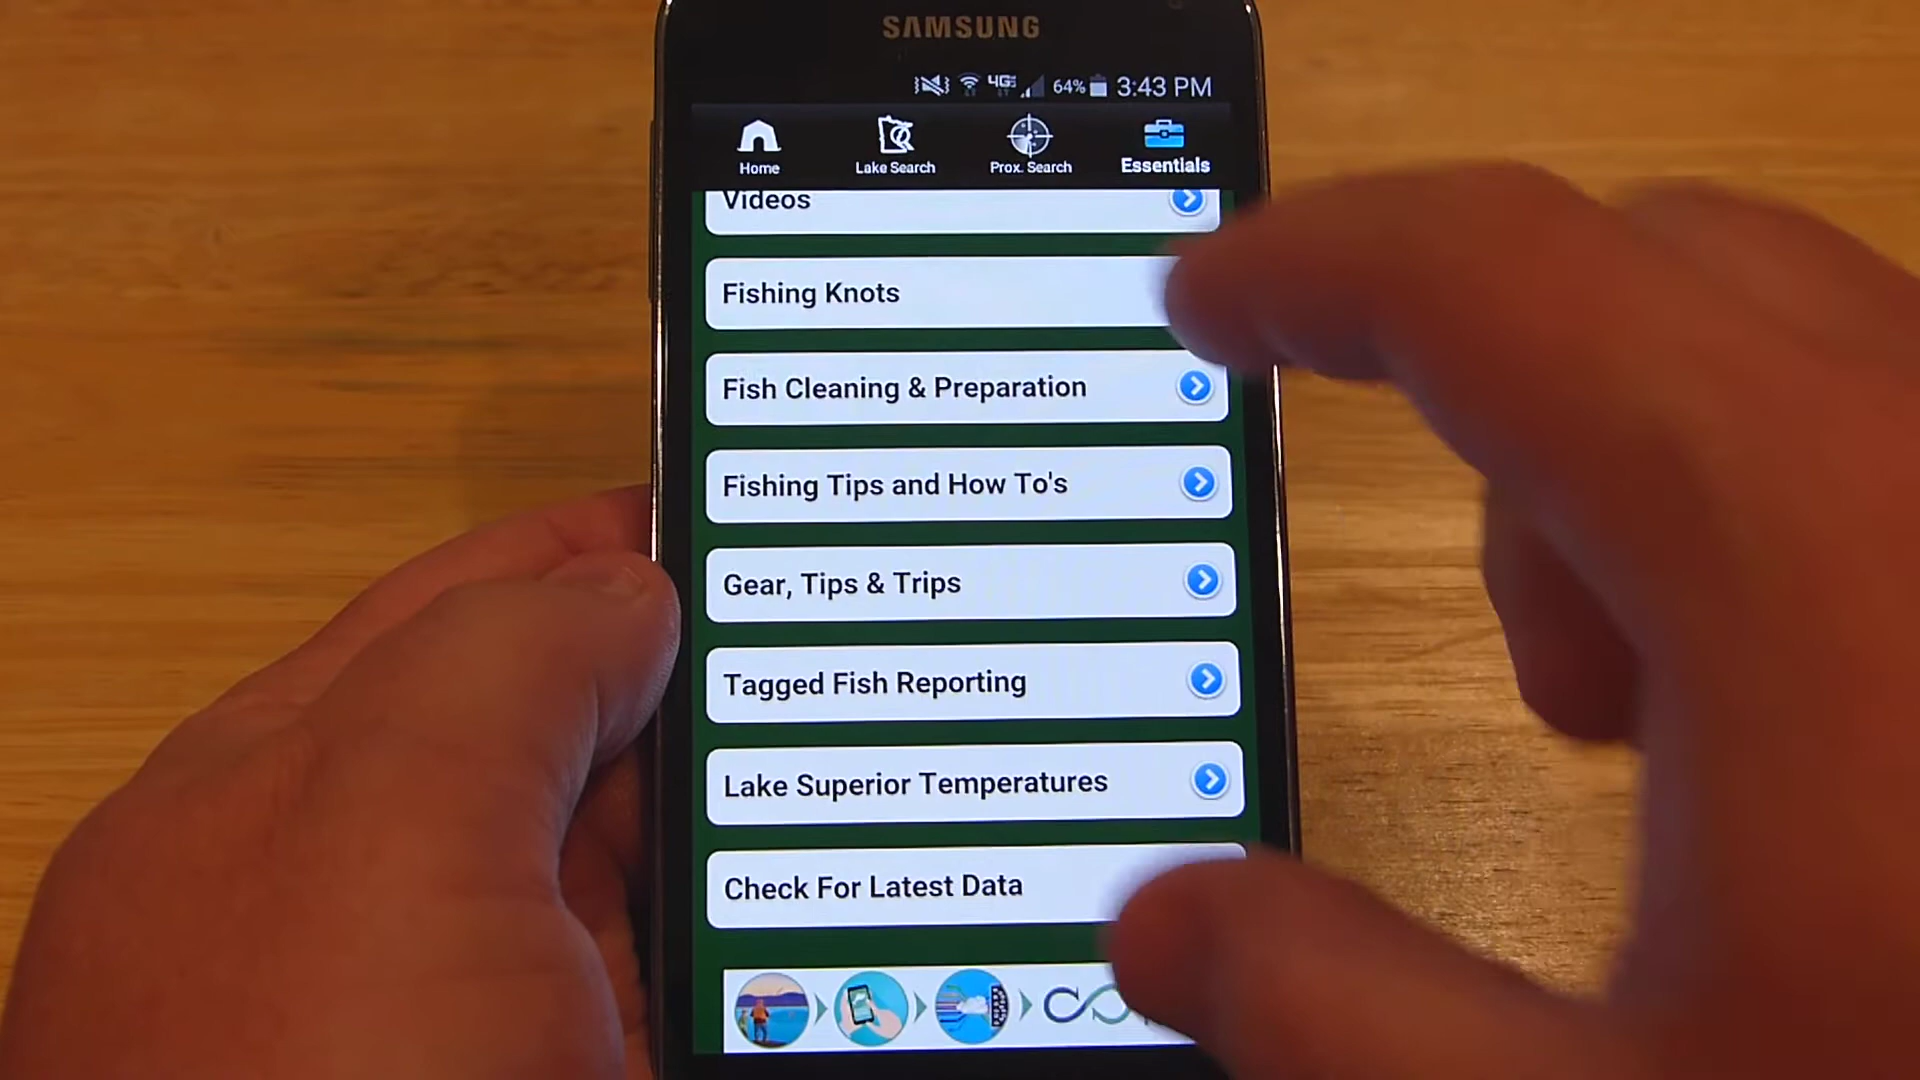 SAMSUNG
4G 64% 3:43 PM
Home Lake Search Prox. Search Essentials
Videos
Fishing Knots
Fish Cleaning & Preparation
Fishing Tips and How To's
Gear, Tips & Trips
Tagged Fish Reporting
Lake Superior Temperatures
Check For Latest Data